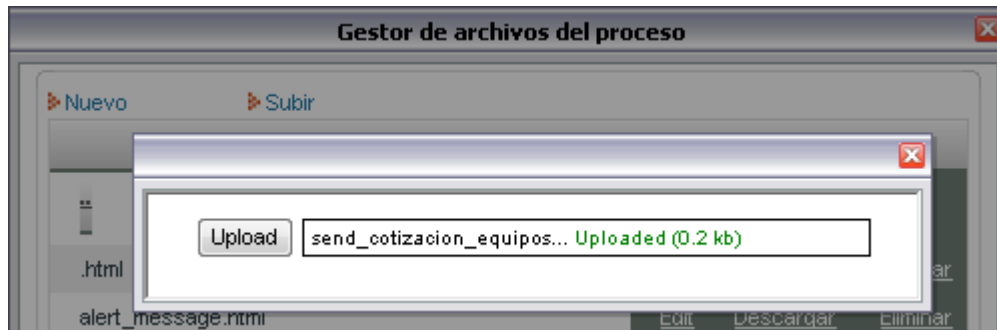 Gestor de archivos del proceso
Nuevo Subir
Upload send_cotizacion_equipos... Uploaded (0.2 kb)
.html ar
alert_message.html Edit Descargar Eliminar